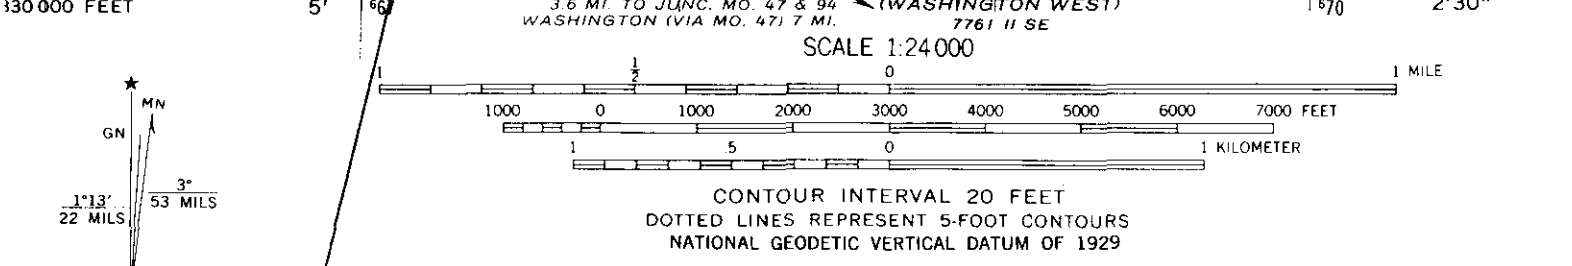 330 000 FEET 5' 3.6 MI. TO JUNC. MO. 47 & 94 (WASHINGTON WEST) ⁶70 2'30"
WASHINGTON (VIA MO. 47) 7 MI. 7761 II SE
SCALE 1:24 000
1 ½ 0 1 MILE
1000 0 1000 2000 3000 4000 5000 6000 7000 FEET
1 .5 0 1 KILOMETER
★
MN
GN
1°13' 3°
22 MILS 53 MILS
CONTOUR INTERVAL 20 FEET
DOTTED LINES REPRESENT 5-FOOT CONTOURS
NATIONAL GEODETIC VERTICAL DATUM OF 1929